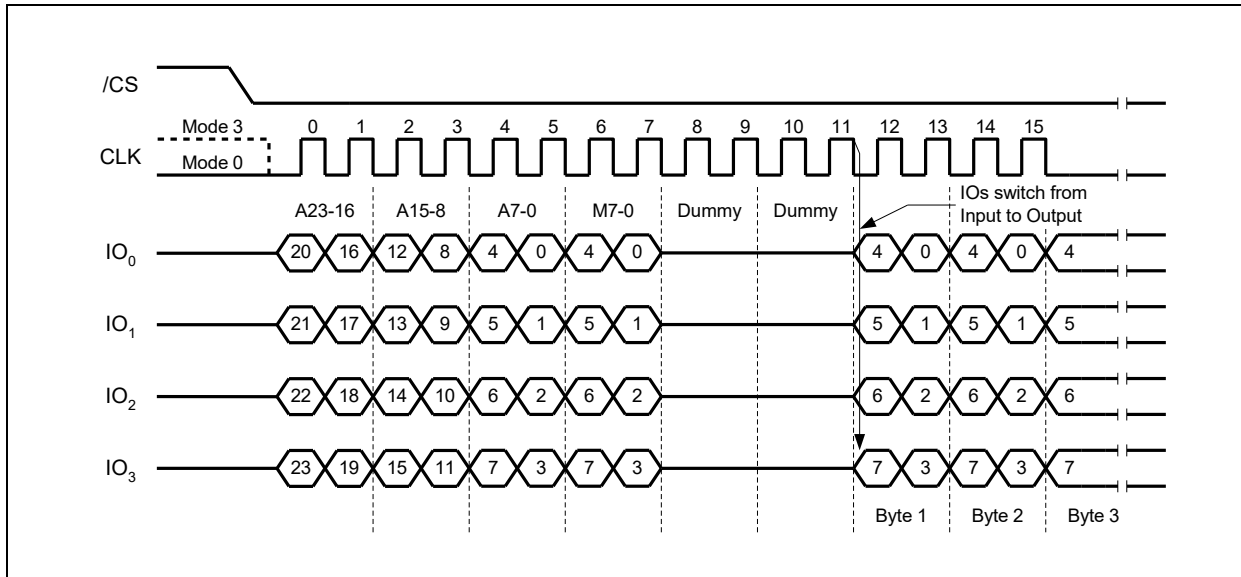 /CS
Mode 3 0 1 2 3 4 5 6 7 8 9 10 11 12 13 14 15
CLK
Mode 0
A23-16 A15-8 A7-0 M7-0 Dummy Dummy IOs switch from
Input to Output
IO0 20 16 12 8 4 0 4 0 4 0 4 0 4
IO1 21 17 13 9 5 1 5 1 5 1 5 1 5
IO2 22 18 14 10 6 2 6 2 6 2 6 2 6
IO3 23 19 15 11 7 3 7 3 7 3 7 3 7
Byte 1 Byte 2 Byte 3